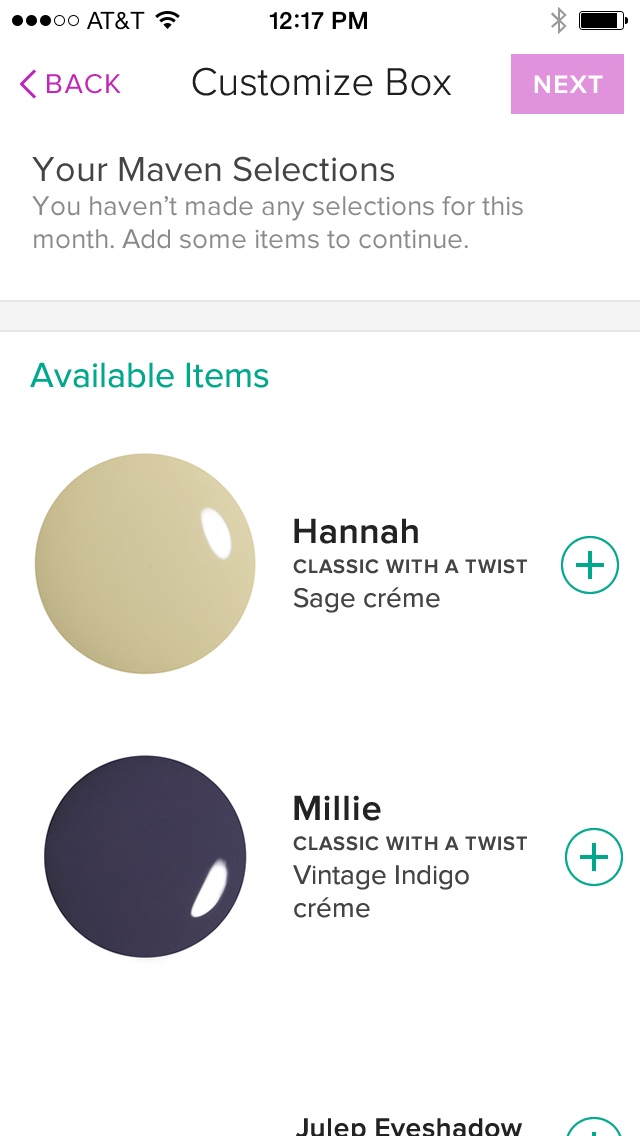 AT&T 12:17 PM
BACK Customize Box NEXT
Your Maven Selections
You haven’t made any selections for this
month. Add some items to continue.
Available Items
Hannah
CLASSIC WITH A TWIST
Sage créme
Millie
CLASSIC WITH A TWIST
Vintage Indigo
créme
Julep Eyeshadow